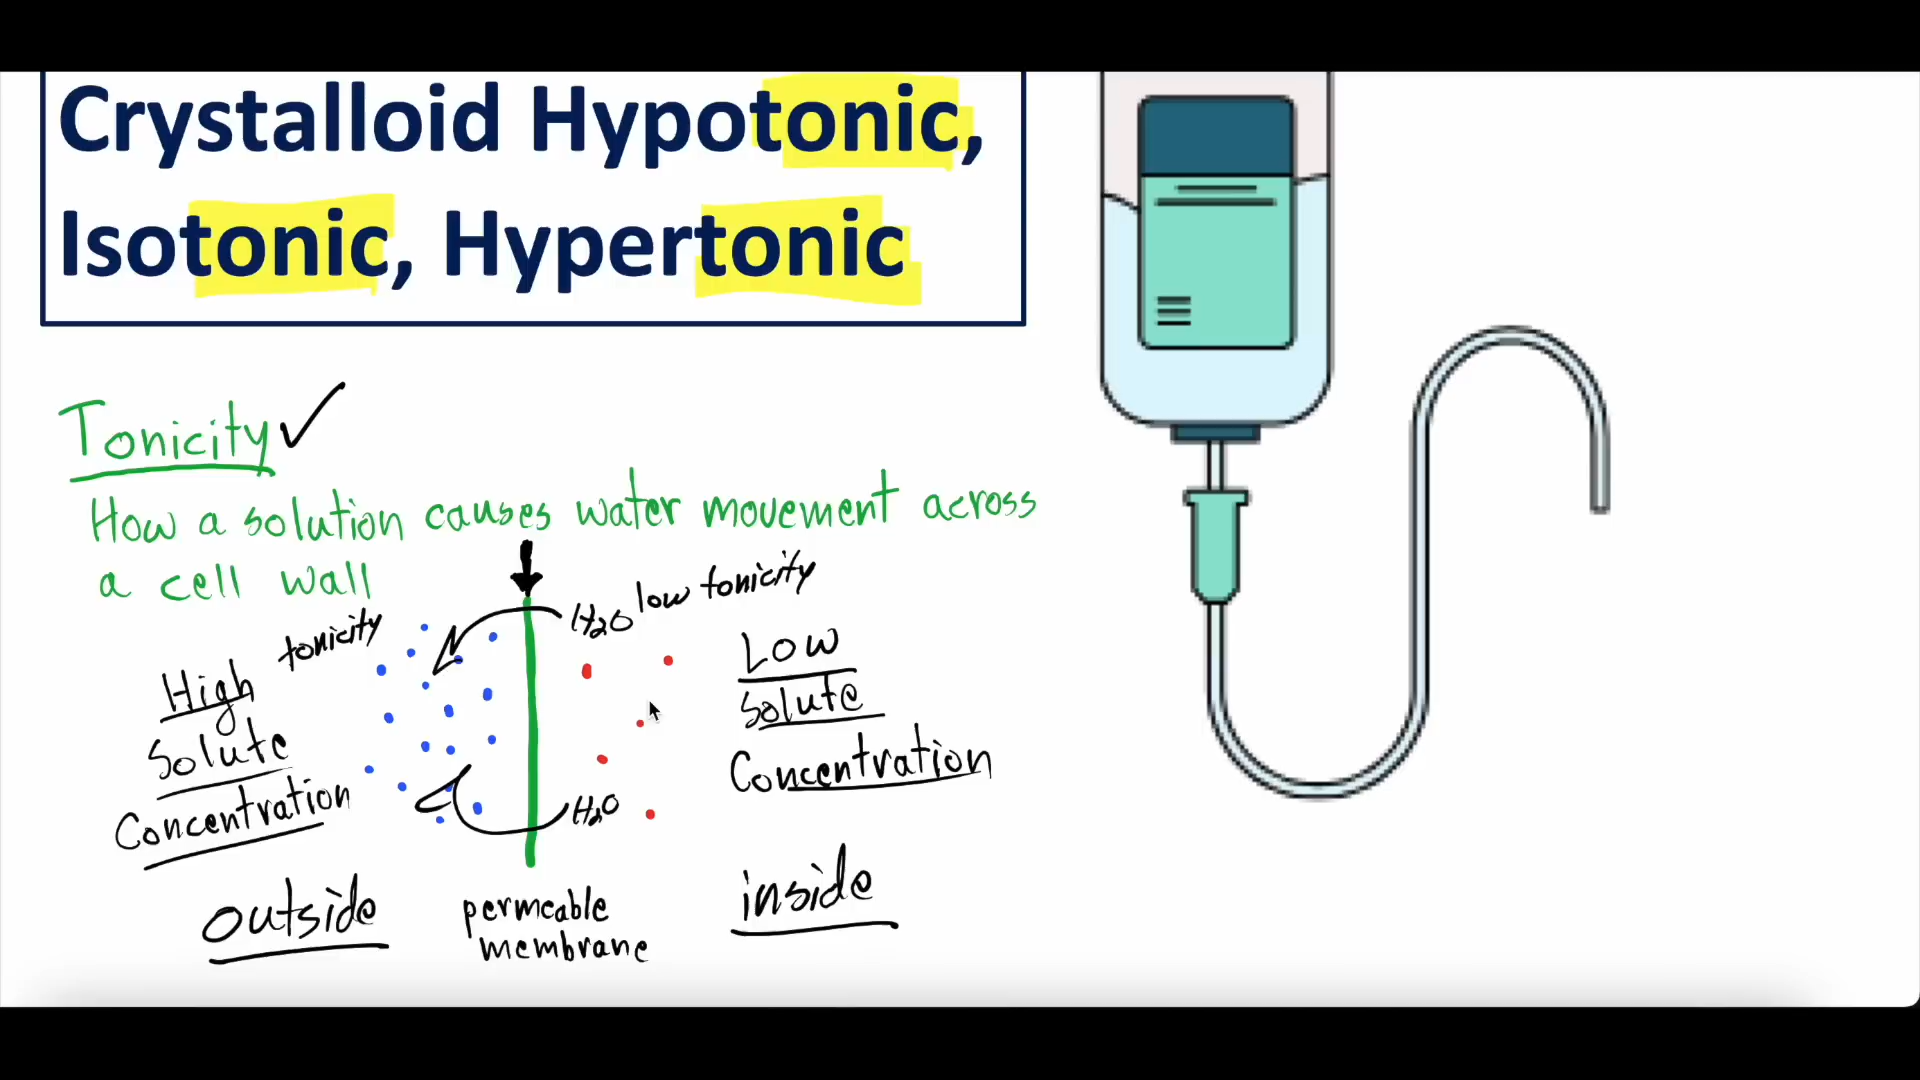 Crystalloid Hypotonic,
Isotonic, Hypertonic
Tonicity ✓
How a solution causes water movement across
a cell wall
tonicity
High
Solute
Concentration
outside
H2O
H2O
permeable
membrane
low tonicity
Low
Solute
Concentration
inside